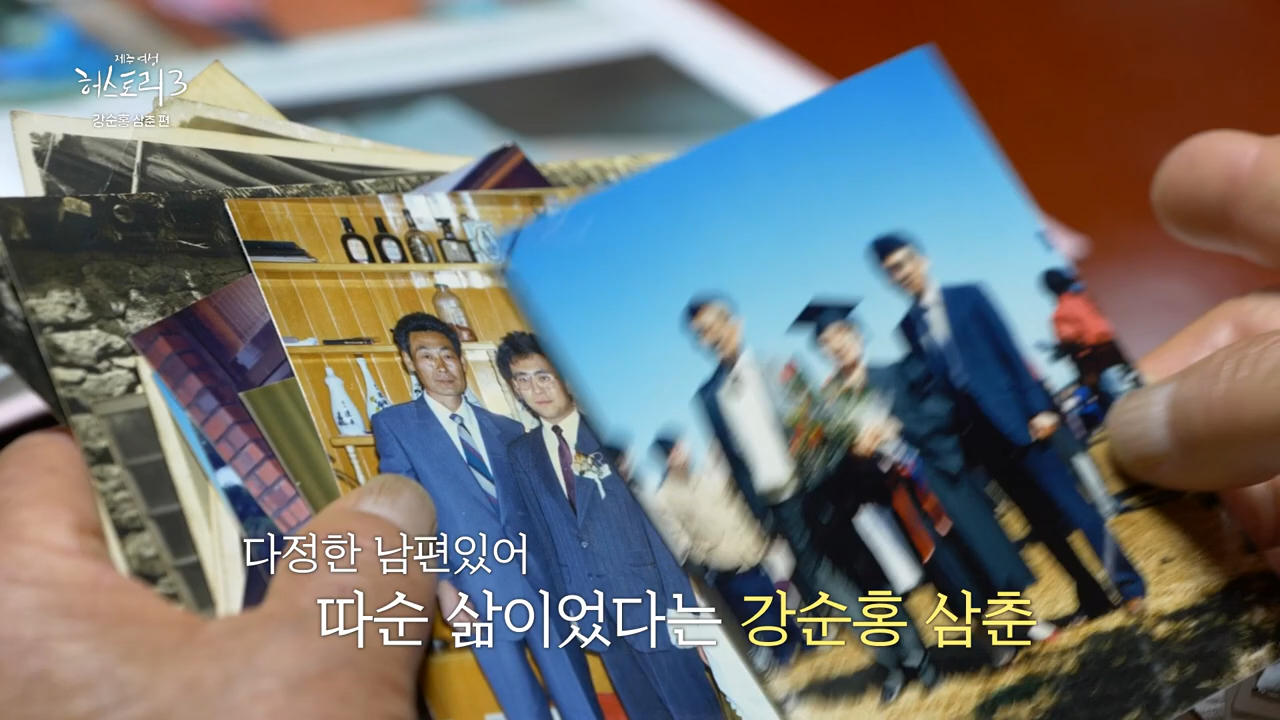 제주 여성
허스토리 3
강순홍 삼춘 편
다정한 남편있어
따순 삶이었다는 강순홍 삼춘